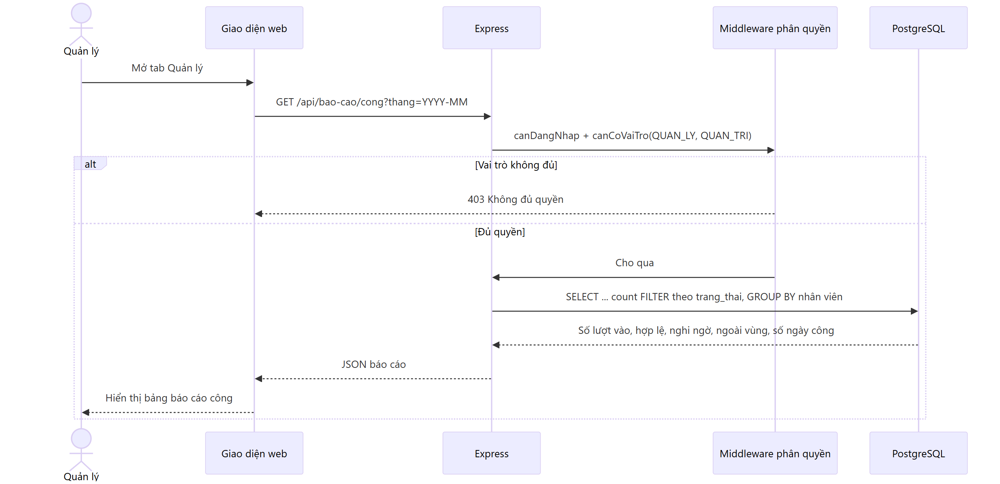 Quản lý
Giao diện web
Express
Middleware phân quyền
PostgreSQL
Mở tab Quản lý
GET /api/bao-cao/cong?thang=YYYY-MM
canDangNhap + canCoVaiTro(QUAN_LY, QUAN_TRI)
alt
[Vai trò không đủ]
403 Không đủ quyền
[Đủ quyền]
Cho qua
SELECT ... count FILTER theo trang_thai, GROUP BY nhân viên
Số lượt vào, hợp lệ, nghi ngờ, ngoài vùng, số ngày công
JSON báo cáo
Hiển thị bảng báo cáo công
Quản lý
Giao diện web
Express
Middleware phân quyền
PostgreSQL